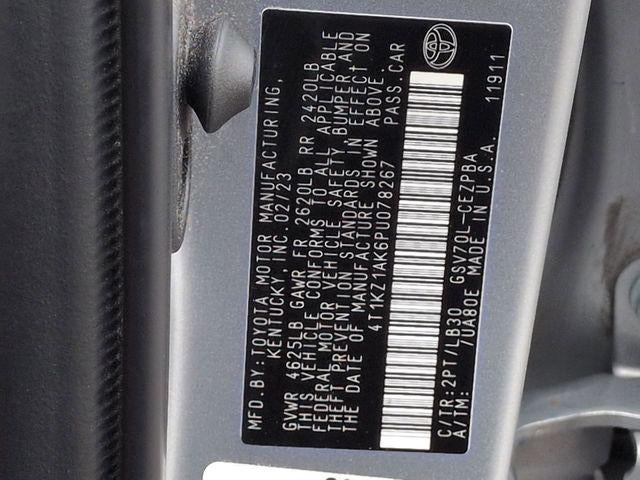 MFD.BY:TOYOTA MOTOR MANUFACTURING,
KENTUCKY, INC. 02/23
GVWR 4625LB GAWR FR 2620LB RR 2420LB
THIS VEHICLE CONFORMS TO ALL APPLICABLE
FEDERAL MOTOR VEHICLE SAFETY, BUMPER AND
THEFT PREVENTION STANDARDS IN EFFECT ON
THE DATE OF MANUFACTURE SHOWN ABOVE.
4T1KZ1AK6PU078267 PASS.CAR
C/TR:2PT/LB30 GSV70L-CEZPBA
A/TM: /UA80E MADE IN U.S.A. 11911